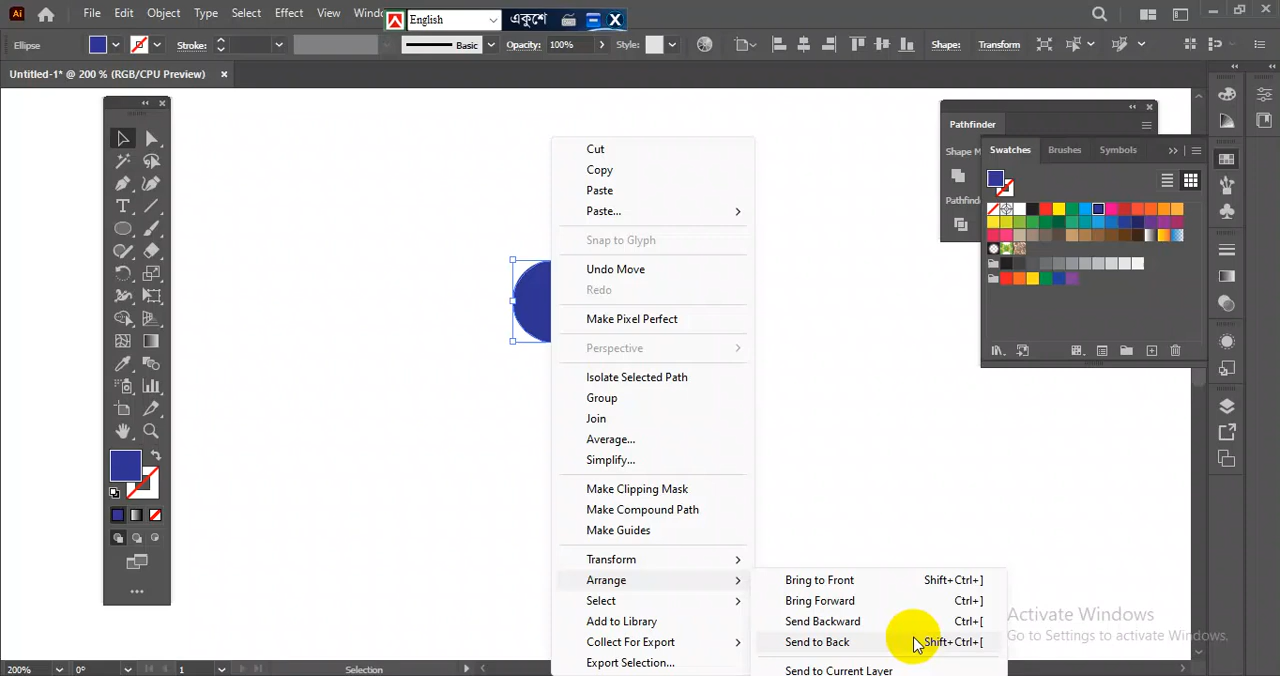 Ai File Edit Object Type Select Effect View Windo
English একুশে X
Ellipse Stroke: Basic Opacity: 100% Style: Shape: Transform
Untitled-1* @ 200 % (RGB/CPU Preview) ×
Cut
Copy
Paste
Paste...
Snap to Glyph
Undo Move
Redo
Make Pixel Perfect
Perspective
Isolate Selected Path
Group
Join
Average...
Simplify...
Make Clipping Mask
Make Compound Path
Make Guides
Transform
Arrange
Select
Add to Library
Collect For Export
Export Selection...
Bring to Front Shift+Ctrl+]
Bring Forward Ctrl+]
Send Backward Ctrl+[
Send to Back Shift+Ctrl+[
Send to Current Layer
Pathfinder
Shape M
Pathfind
Swatches Brushes Symbols
Activate Windows
Go to Settings to activate Windows.
200% 0° 1 Selection